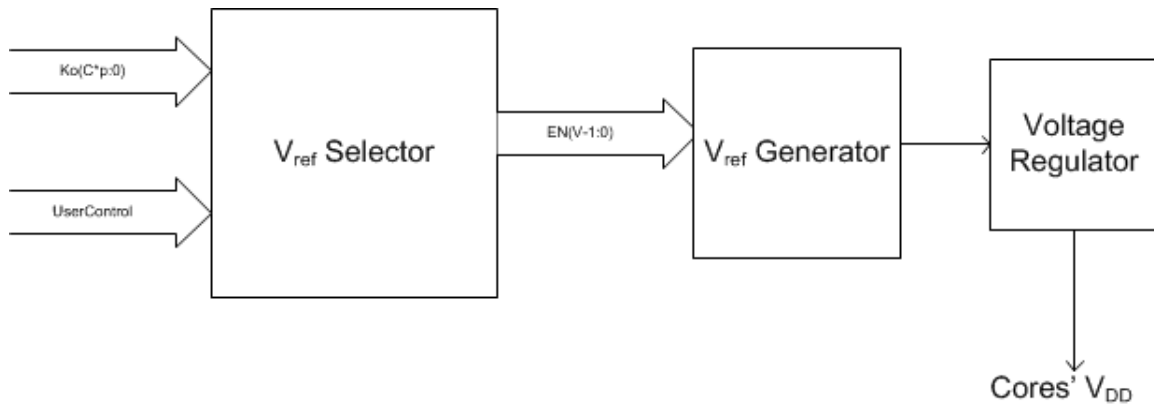 Ko(C*p:0)
UserControl
Vref Selector
EN(V-1:0)
Vref Generator
Voltage
Regulator
Cores' VDD